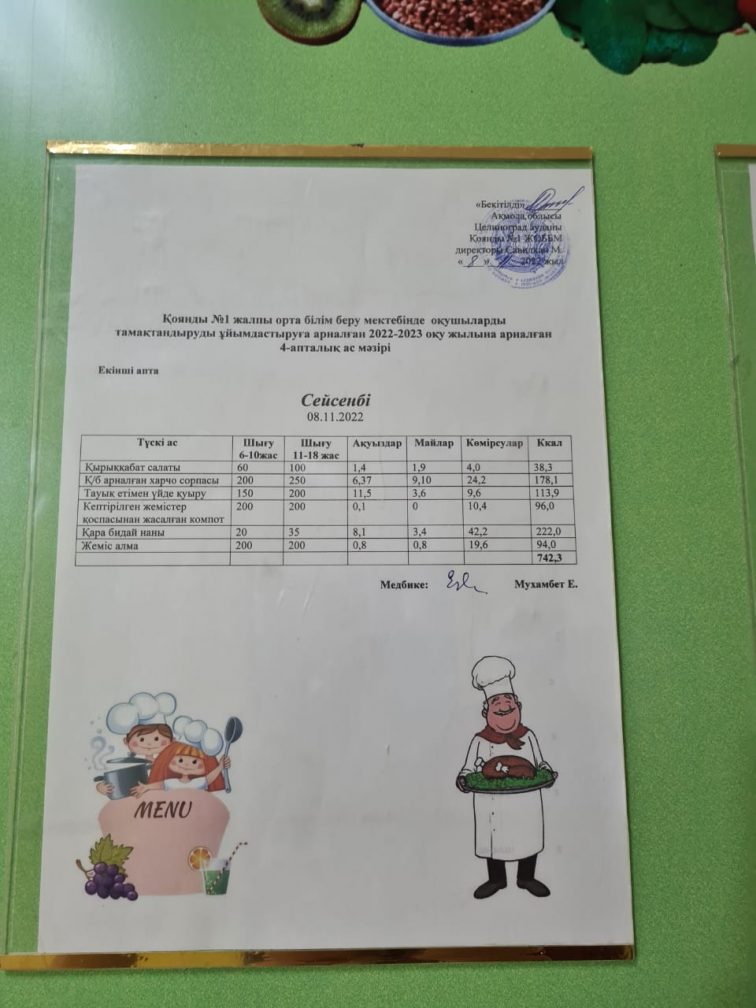 «Бекітілді»
Ақмола облысы
Целиноград ауданы
Қоянды №1 ЖОББМ
директоры Сабилхан М.
« 8 » 2022 жыл
Қоянды №1 жалпы орта білім беру мектебінде оқушыларды
тамақтандыруды ұйымдастыруға арналған 2022-2023 оқу жылына арналған
4-апталық ас мәзірі
Екінші апта
Сейсенбі
08.11.2022
Түскі ас Шығу 6-10жас Шығу 11-18 жас Ақуыздар Майлар Көмірсулар Ккал
Қырыққабат салаты 60 100 1,4 1,9 4,0 38,3
Қ/б арналған харчо сорпасы 200 250 6,37 9,10 24,2 178,1
Тауық етімен үйде қуыру 150 200 11,5 3,6 9,6 113,9
Кептірілген жемістер 200 200 0,1 0 10,4 96,0
қоспасынан жасалған компот
Қара бидай наны 20 35 8,1 3,4 42,2 222,0
Жеміс алма 200 200 0,8 0,8 19,6 94,0
742,3
Медбике: Мухамбет Е.
MENU